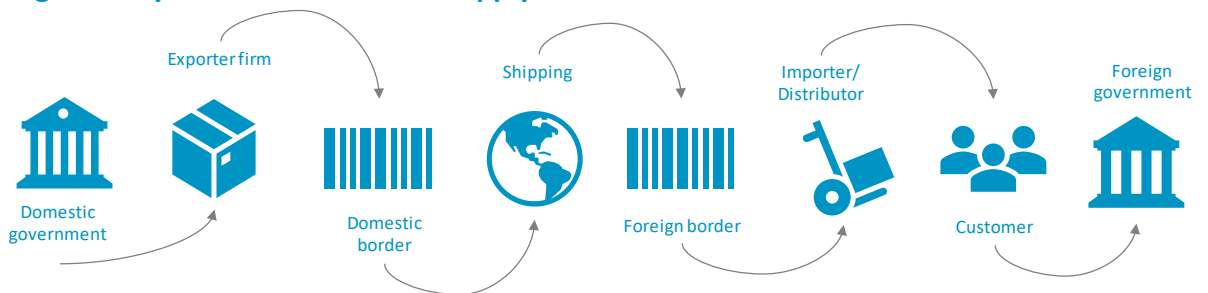 Exporter firm
Shipping
Importer/
Distributor
Foreign
government
Domestic
government
Domestic
border
Foreign border
Customer